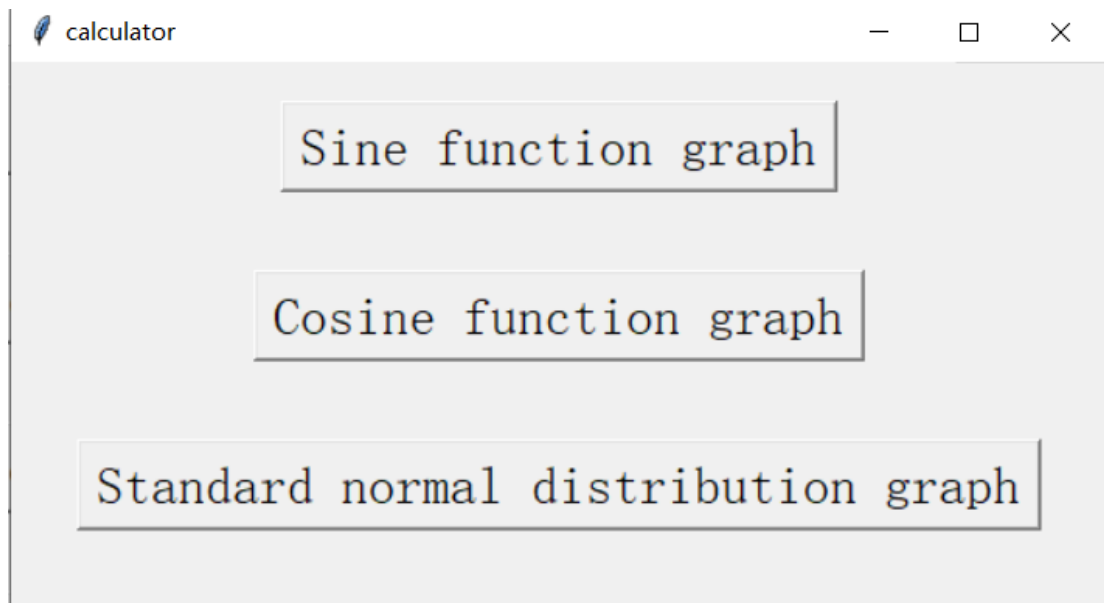 calculator
Sine function graph
Cosine function graph
Standard normal distribution graph